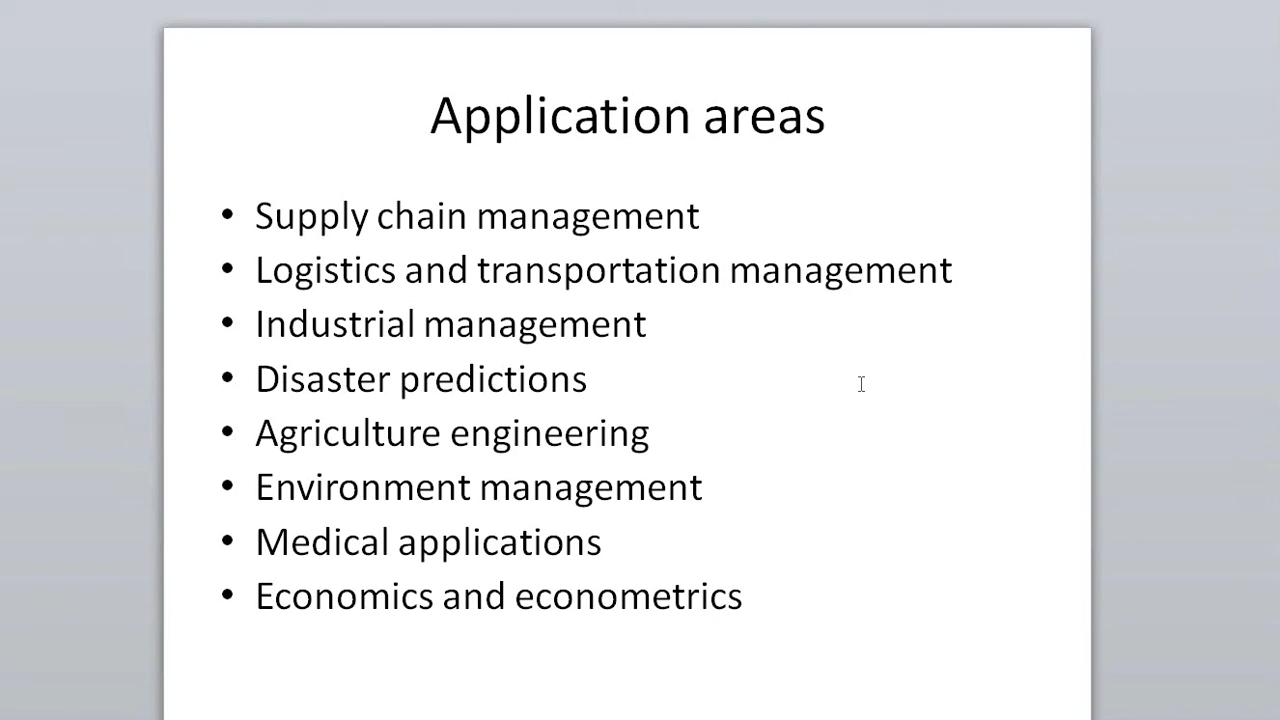 Application areas
• Supply chain management
• Logistics and transportation management
• Industrial management
• Disaster predictions
• Agriculture engineering
• Environment management
• Medical applications
• Economics and econometrics